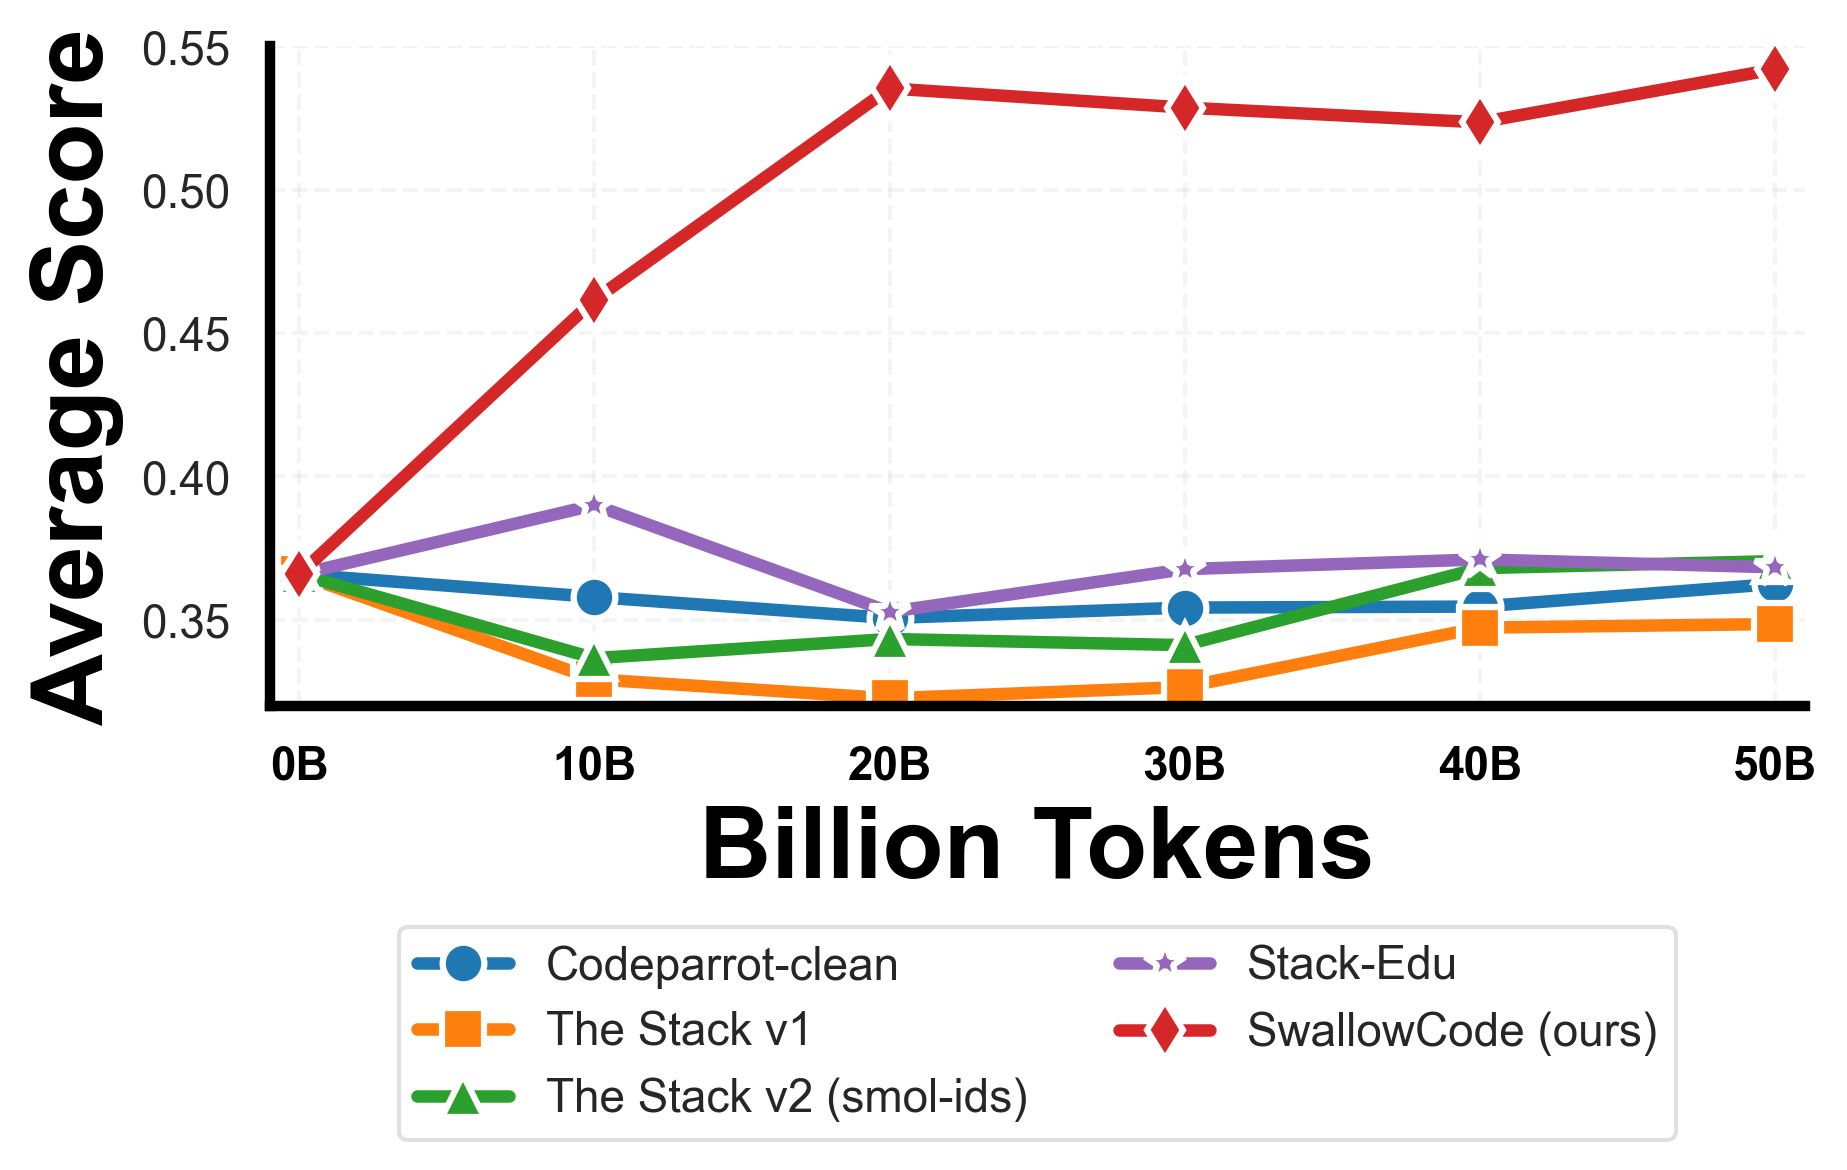 Average Score
0.55
0.50
0.45
0.40
0.35
0B 10B 20B 30B 40B 50B
Billion Tokens
Codeparrot-clean
The Stack v1
The Stack v2 (smol-ids)
Stack-Edu
SwallowCode (ours)